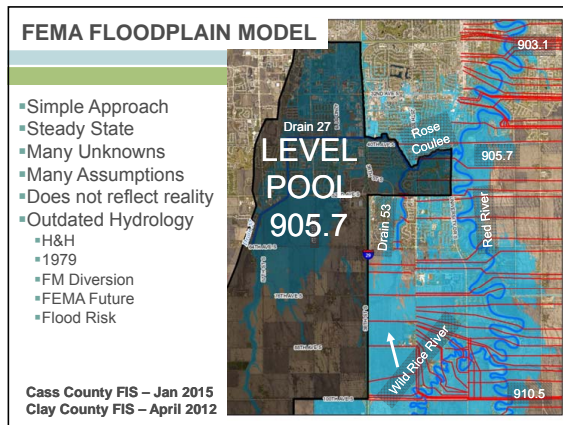 FEMA FLOODPLAIN MODEL
▪Simple Approach
▪Steady State
▪Many Unknowns
▪Many Assumptions
▪Does not reflect reality
▪Outdated Hydrology
▪H&H
▪1979
▪FM Diversion
▪FEMA Future
▪Flood Risk
Cass County FIS – Jan 2015
Clay County FIS – April 2012
903.1
Drain 27
Rose
Coulee
LEVEL
POOL
905.7
905.7
Drain 53
Red River
Wild Rice River
910.5